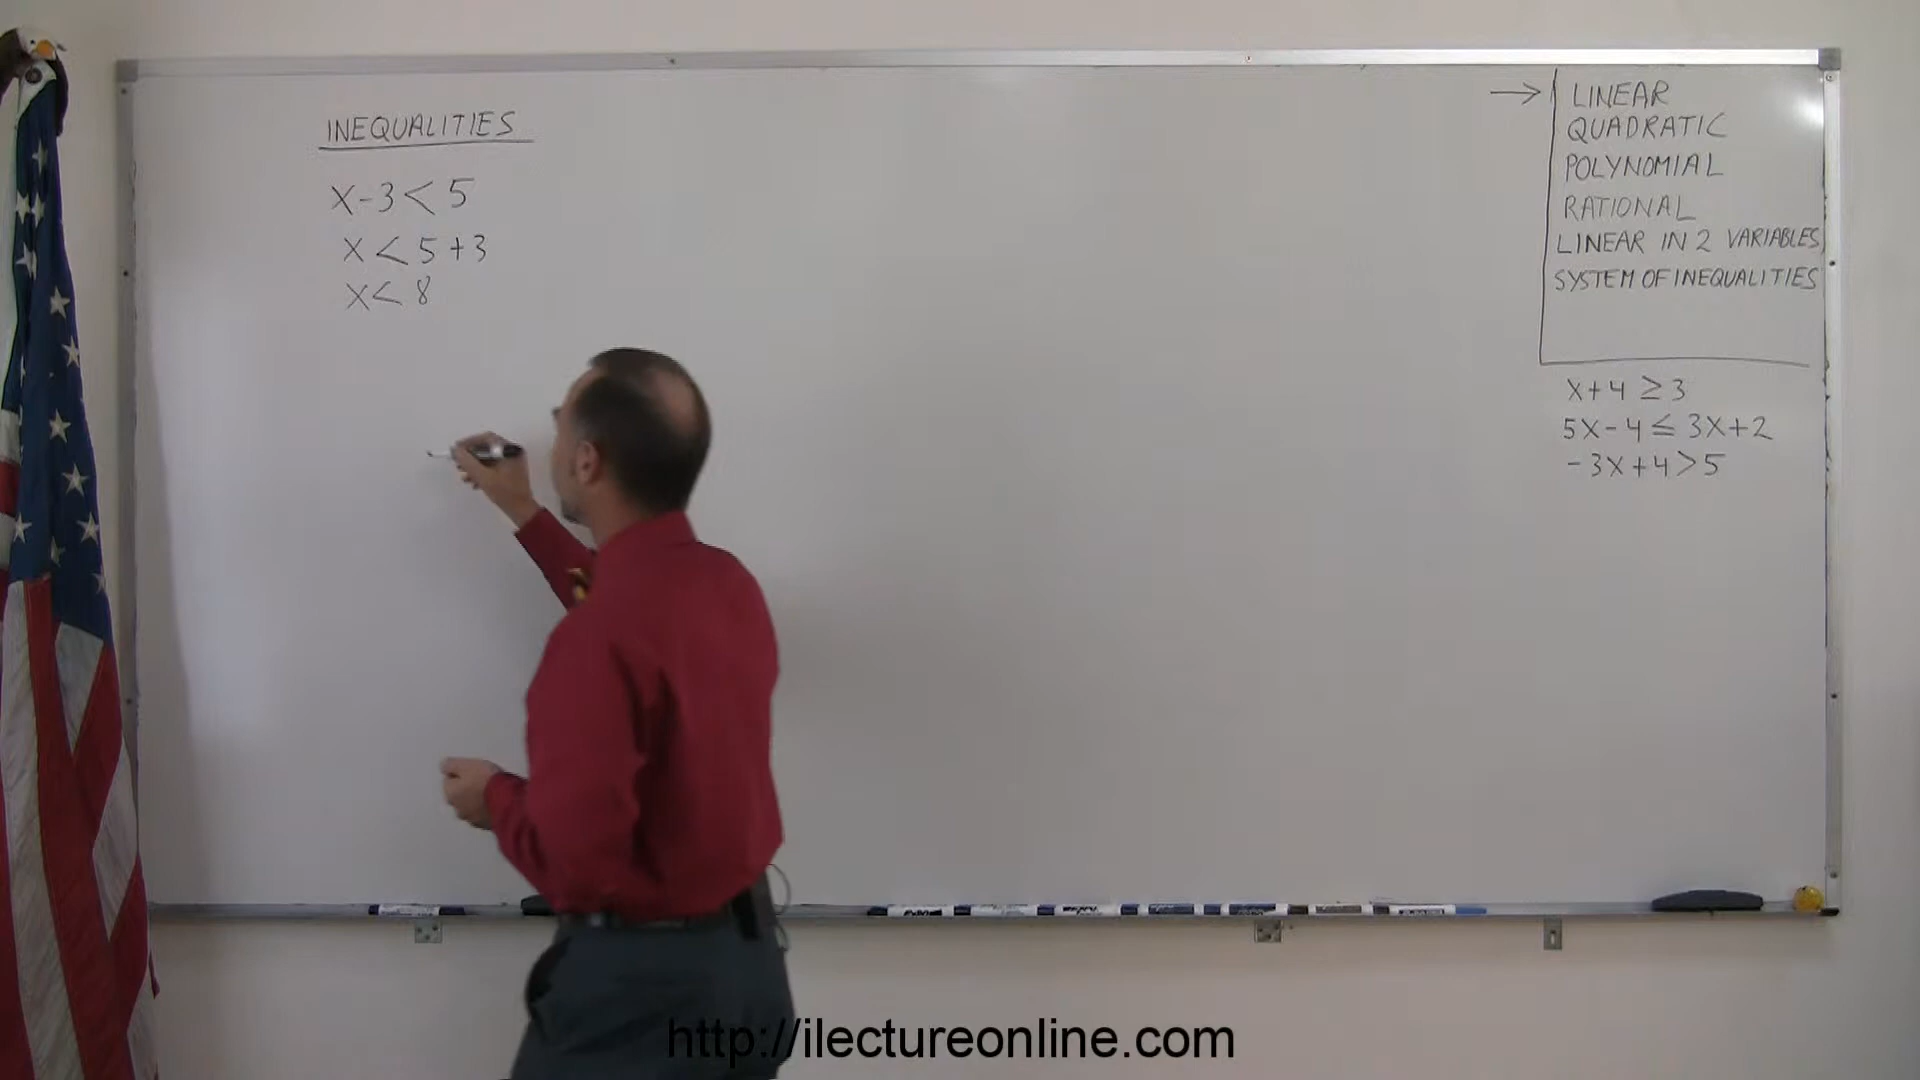 INEQUALITIES
x-3<5
x<5+3
x<8
→ LINEAR
QUADRATIC
POLYNOMIAL
RATIONAL
LINEAR IN 2 VARIABLES
SYSTEM OF INEQUALITIES
x+4≥3
5x-4≤3x+2
-3x+4>5
EXPO
http://ilectureonline.com